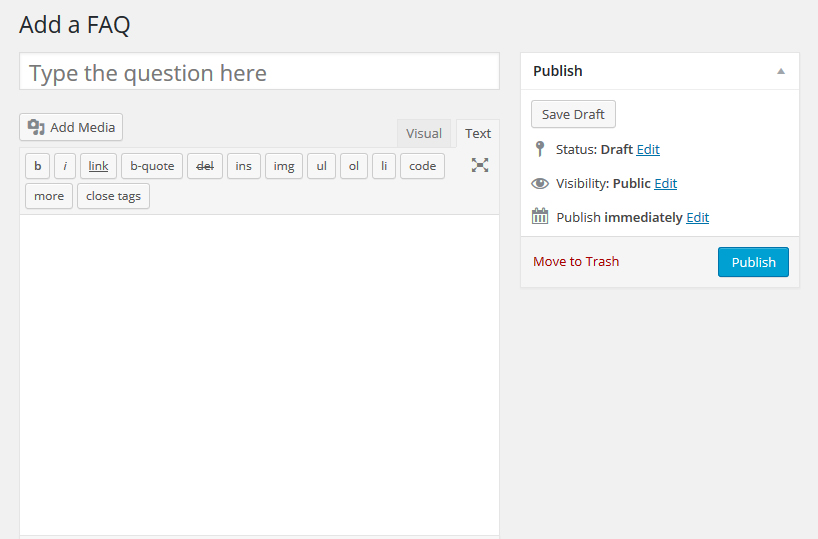 Add a FAQ
Type the question here
Add Media
Visual Text
b i link b-quote del ins img ul ol li code
more close tags
Publish
Save Draft
Status: Draft Edit
Visibility: Public Edit
Publish immediately Edit
Move to Trash Publish